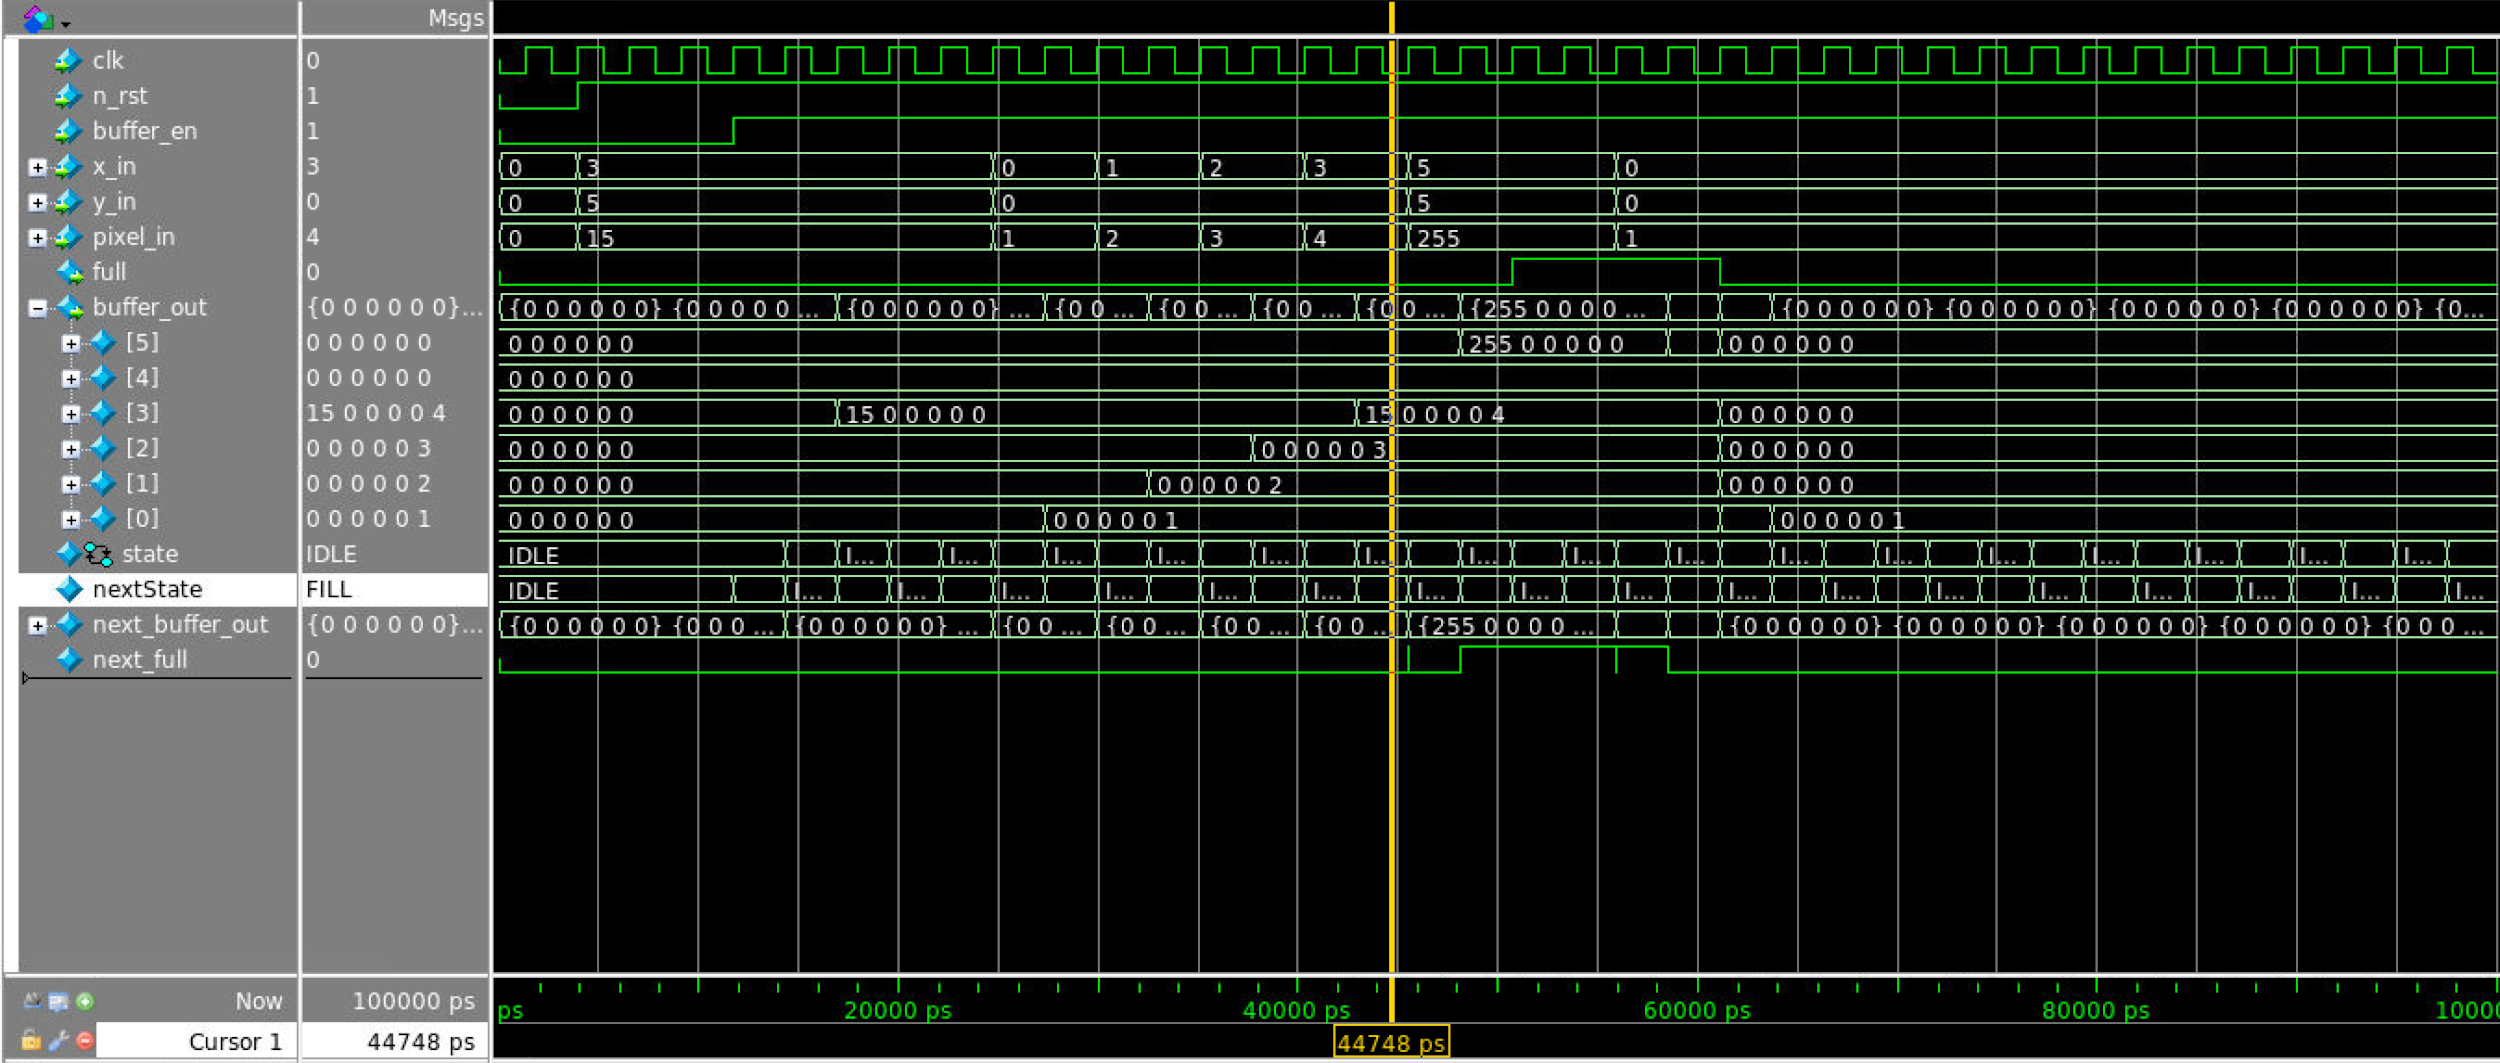 Msgs
clk 0
n_rst 1
buffer_en 1
x_in 3 0 3 0 1 2 3 5 0
y_in 0 0 5 0 5 0
pixel_in 4 0 15 1 2 3 4 255 1
full 0
buffer_out {0 0 0 0 0 0}... {0 0 0 0 0 0} {0 0 0 0 0 ... {0 0 0 0 0 0} ... {0 0 ... {0 0 ... {0 0 ... {0 0 ... {255 0 0 0 0 ... {0 0 0 0 0 0} {0 0 0 0 0 0} {0 0 0 0 0 0} {0 0 0 0 0 0} {0...
[5] 0 0 0 0 0 0 0 0 0 0 0 0 255 0 0 0 0 0 0 0 0 0 0 0
[4] 0 0 0 0 0 0 0 0 0 0 0 0
[3] 15 0 0 0 0 4 0 0 0 0 0 0 15 0 0 0 0 0 15 0 0 0 0 4 0 0 0 0 0 0
[2] 0 0 0 0 0 3 0 0 0 0 0 0 0 0 0 0 0 3 0 0 0 0 0 0
[1] 0 0 0 0 0 2 0 0 0 0 0 0 0 0 0 0 0 2 0 0 0 0 0 0
[0] 0 0 0 0 0 1 0 0 0 0 0 0 0 0 0 0 0 1 0 0 0 0 0 1
state IDLE IDLE I... I... I... I... I... I... I... I... I... I... I... I... I... I... I... I...
nextState FILL IDLE I... I... I... I... I... I... I... I... I... I... I... I... I... I... I... I... I...
next_buffer_out {0 0 0 0 0 0}... {0 0 0 0 0 0} {0 0 0 ... {0 0 0 0 0 0} ... {0 0 ... {0 0 ... {0 0 ... {0 0 ... {255 0 0 0 0 ... {0 0 0 0 0 0} {0 0 0 0 0 0} {0 0 0 0 0 0} {0 0 0 0 0 0} {0 0 0 ...
next_full 0
Now 100000 ps ps 20000 ps 40000 ps 60000 ps 80000 ps 10000
Cursor 1 44748 ps 44748 ps